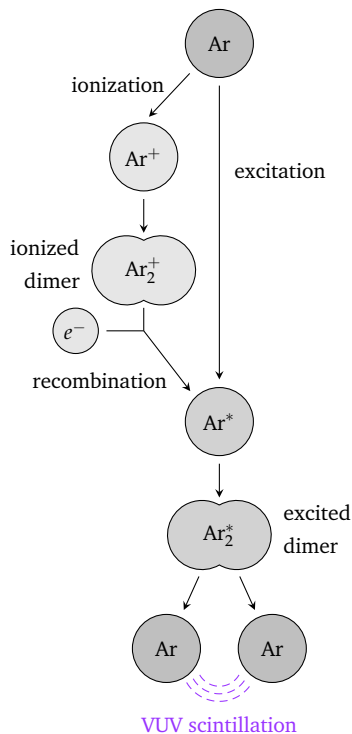 Ar
ionization
Ar⁺
excitation
ionized
dimer
Ar₂⁺
e⁻
recombination
Ar*
excited
dimer
Ar₂*
Ar
Ar
VUV scintillation